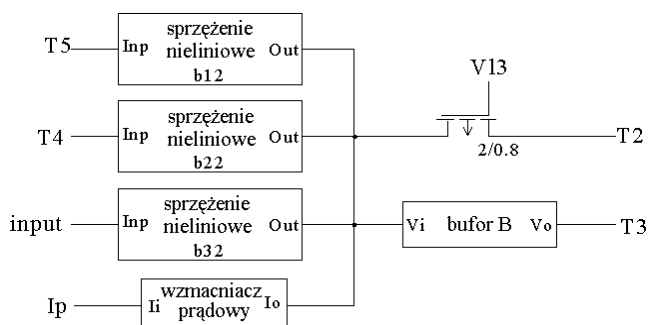 T5
Inp
sprzężenie
nieliniowe
b12
Out
T4
Inp
sprzężenie
nieliniowe
b22
Out
V13
2/0.8
T2
input
Inp
sprzężenie
nieliniowe
b32
Out
Vi
bufor B
Vo
T3
Ip
Ii
wzmacniacz
prądowy
Io